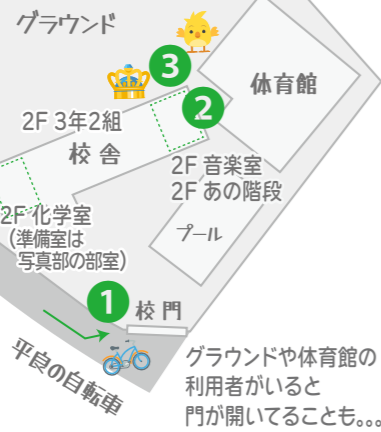 グラウンド
3
体育館
2
2F 3年2組
校舎
2F 音楽室
2F あの階段
2F 化学室
(準備室は
写真部の部室)
プール
1
校門
平良の自転車
グラウンドや体育館の
利用者がいると
門が開いてることも。。。